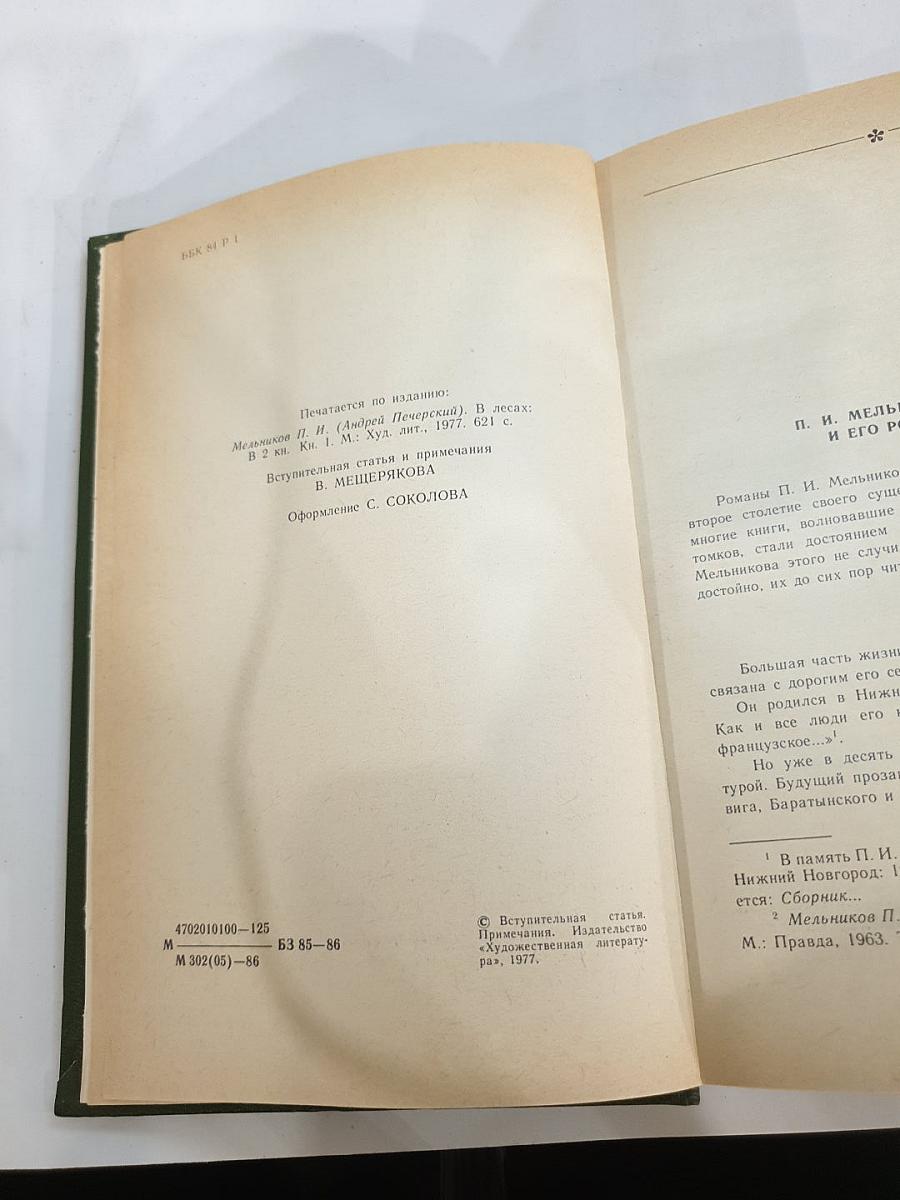 ББК 84 Р 1
Печатается по изданию:
Мельников П. И. (Андрей Печерский). В лесах:
В 2 кн. Кн. 1. М.: Худ. лит., 1977. 621 с.
Вступительная статья и примечания
В. МЕЩЕРЯКОВА
Оформление С. СОКОЛОВА
4702010100—125
М БЗ 85—86
М 302(05)—86
© Вступительная статья.
Примечания. Издательство
«Художественная литерату-
ра», 1977.
П. И. МЕЛЬ
И ЕГО РО
Романы П. И. Мельнико
второе столетие своего суще
многие книги, волновавшие
томков, стали достоянием
Мельникова этого не случи
достойно, их до сих пор чит
Большая часть жизни
связана с дорогим его се
Он родился в Нижн
Как и все люди его к
французское...»¹.
Но уже в десять
турой. Будущий проза
вига, Баратынского и
¹ В память П. И.
Нижний Новгород: 1
ется: Сборник...
² Мельников П.
М.: Правда, 1963.